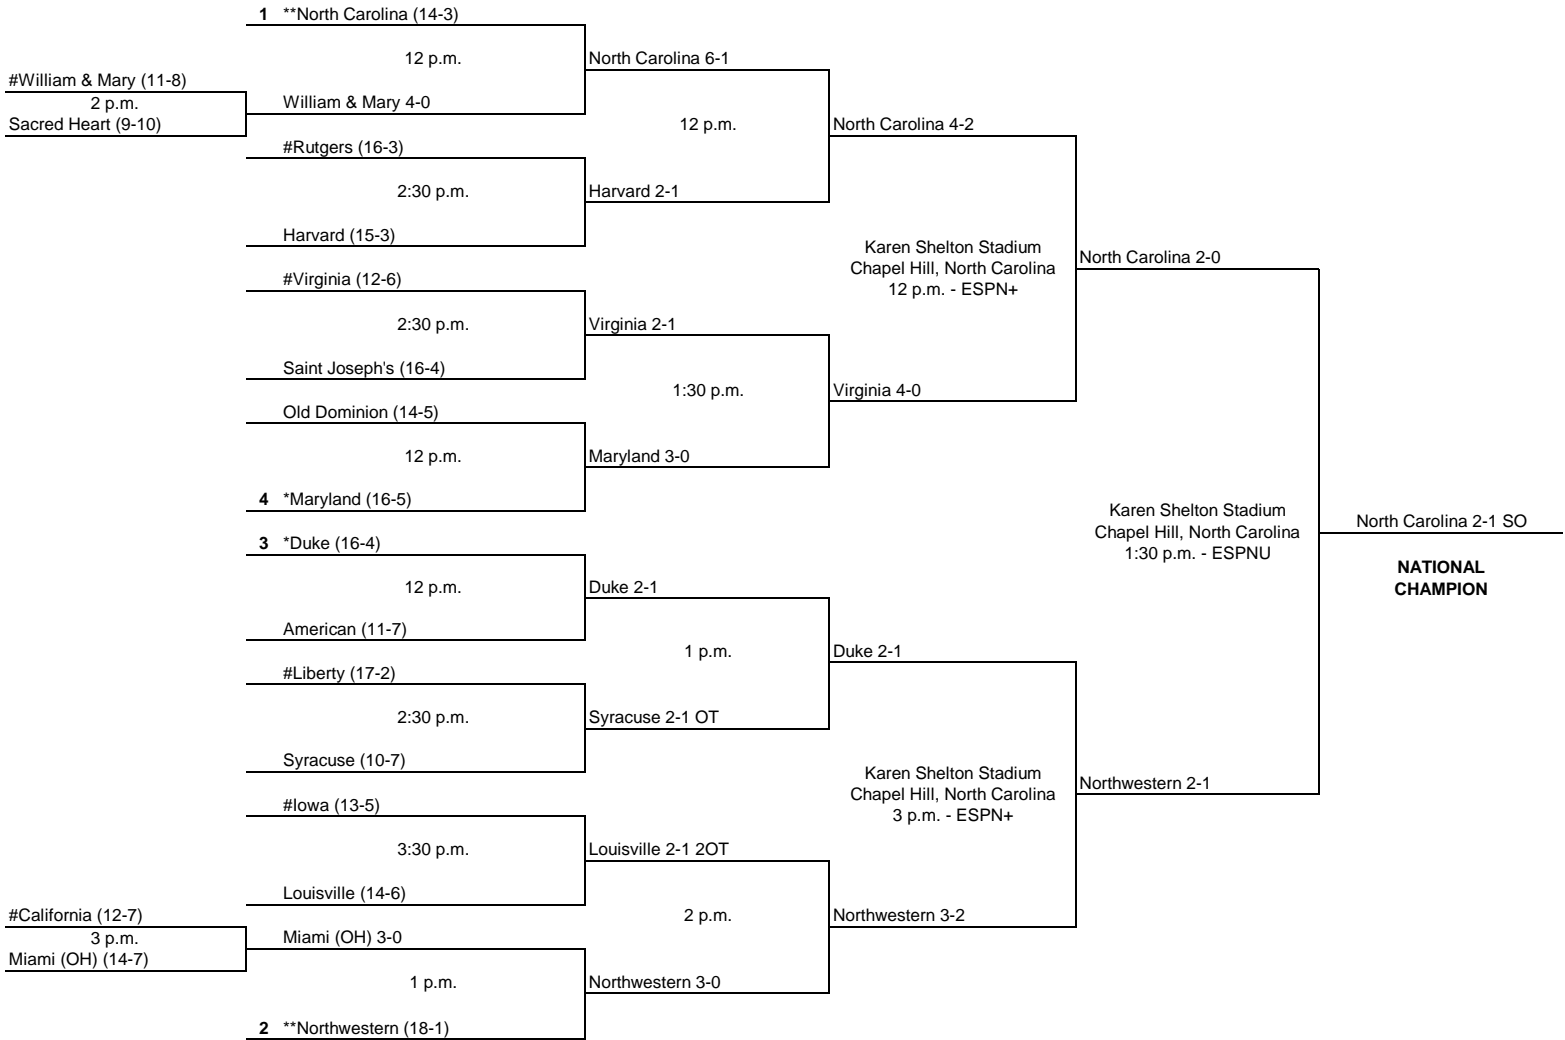 1 **North Carolina (14-3)
12 p.m.
North Carolina 6-1
#William & Mary (11-8)
2 p.m.
Sacred Heart (9-10)
William & Mary 4-0
12 p.m.
North Carolina 4-2
#Rutgers (16-3)
2:30 p.m.
Harvard 2-1
Harvard (15-3)
Karen Shelton Stadium
Chapel Hill, North Carolina
12 p.m. - ESPN+
North Carolina 2-0
#Virginia (12-6)
2:30 p.m.
Virginia 2-1
Saint Joseph's (16-4)
1:30 p.m.
Virginia 4-0
Old Dominion (14-5)
12 p.m.
Maryland 3-0
4 *Maryland (16-5)
Karen Shelton Stadium
Chapel Hill, North Carolina
1:30 p.m. - ESPNU
North Carolina 2-1 SO
NATIONAL
CHAMPION
3 *Duke (16-4)
12 p.m.
Duke 2-1
American (11-7)
1 p.m.
Duke 2-1
#Liberty (17-2)
2:30 p.m.
Syracuse 2-1 OT
Syracuse (10-7)
Karen Shelton Stadium
Chapel Hill, North Carolina
3 p.m. - ESPN+
Northwestern 2-1
#Iowa (13-5)
3:30 p.m.
Louisville 2-1 2OT
Louisville (14-6)
2 p.m.
Northwestern 3-2
#California (12-7)
3 p.m.
Miami (OH) (14-7)
Miami (OH) 3-0
1 p.m.
Northwestern 3-0
2 **Northwestern (18-1)